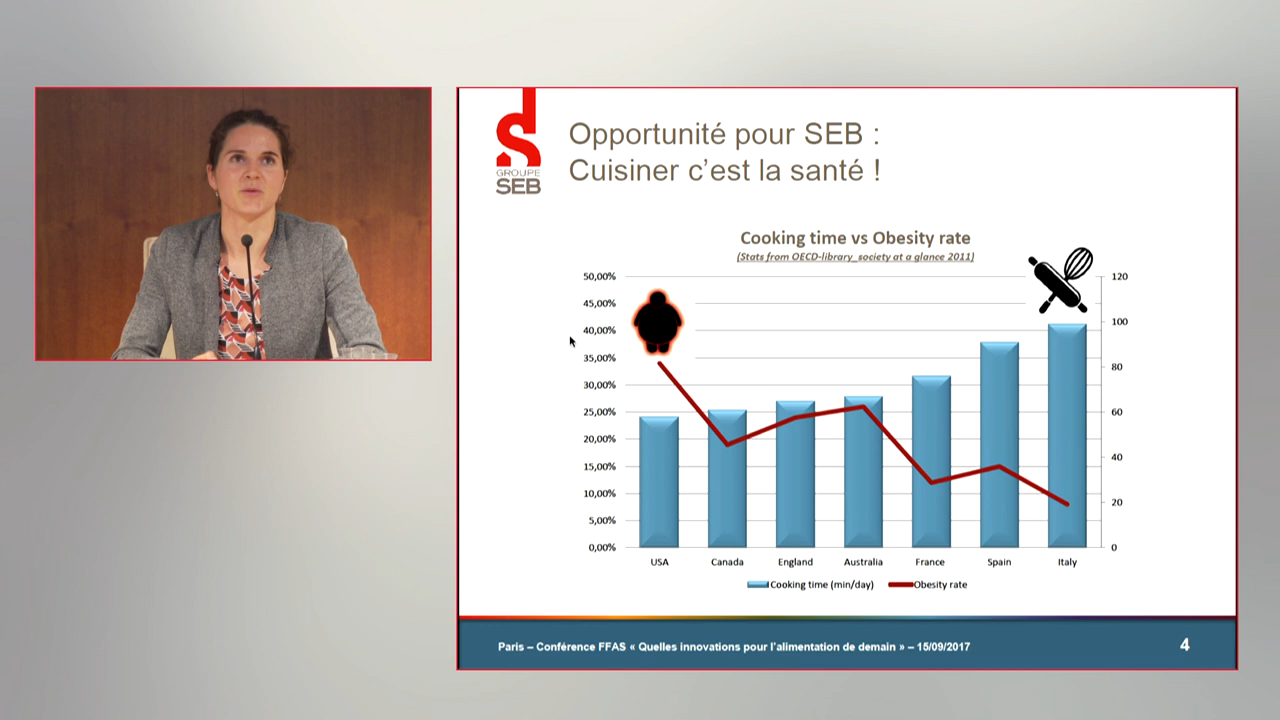 GROUPE
SEB
Opportunité pour SEB :
Cuisiner c’est la santé !
Cooking time vs Obesity rate
(Stats from OECD-library_society at a glance 2011)
50,00%
45,00%
40,00%
35,00%
30,00%
25,00%
20,00%
15,00%
10,00%
5,00%
0,00%
120
100
80
60
40
20
0
USA Canada England Australia France Spain Italy
Cooking time (min/day) Obesity rate
Paris – Conférence FFAS « Quelles innovations pour l’alimentation de demain » – 15/09/2017
4